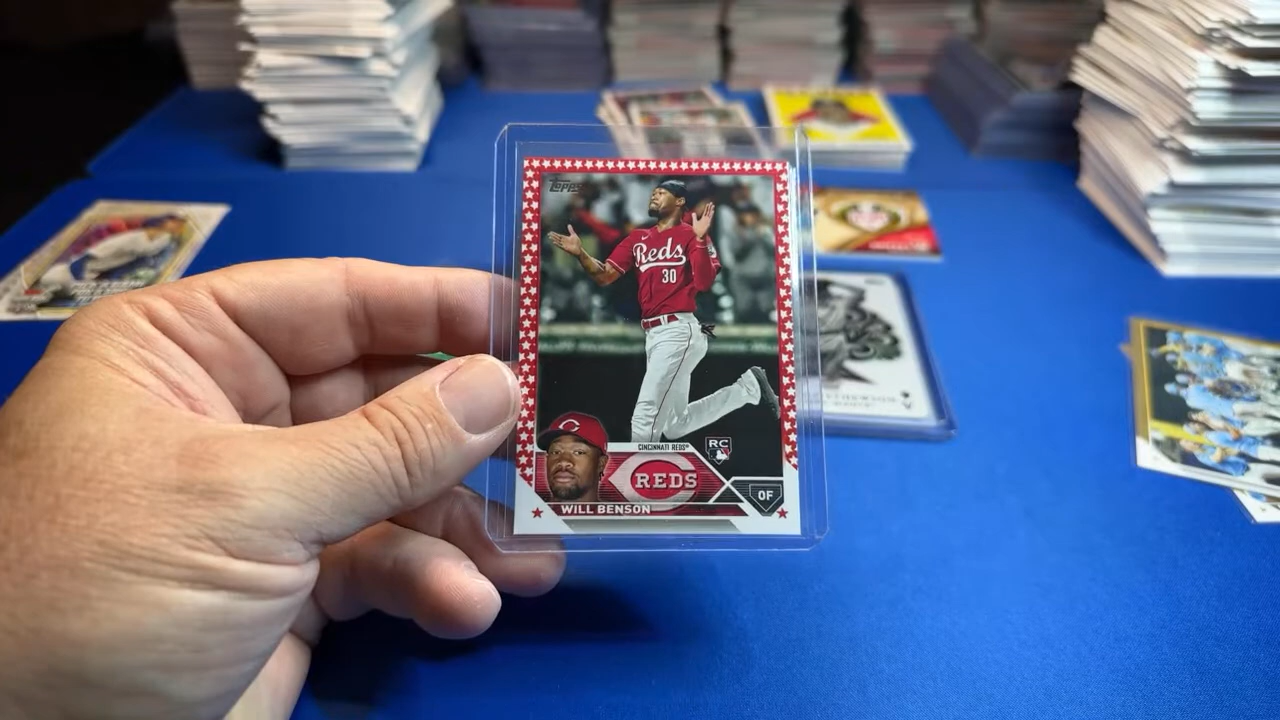 Topps
Reds
30
CINCINNATI REDS
RC
REDS
OF
WILL BENSON